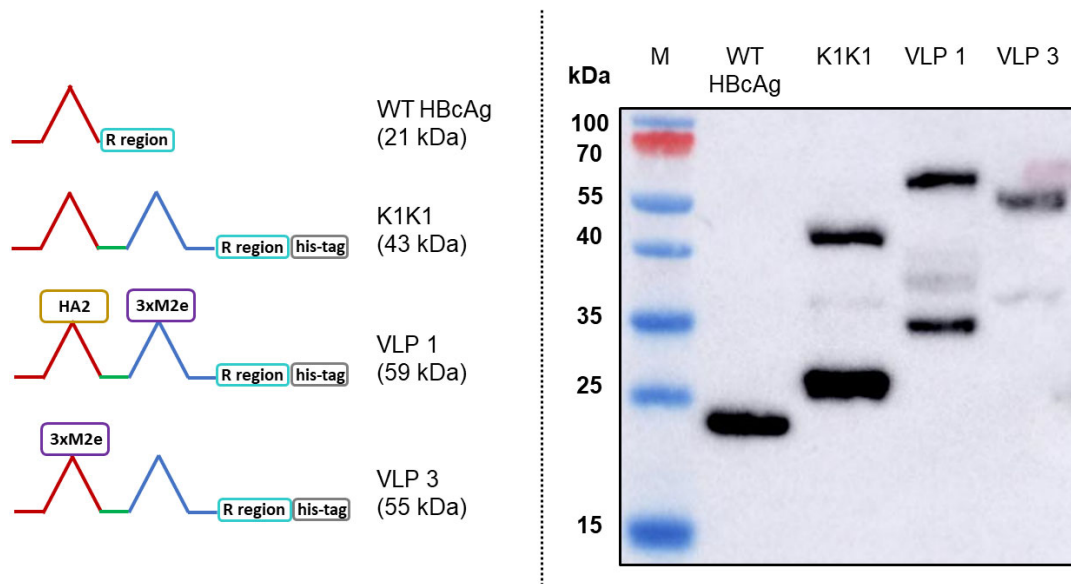 R region
WT HBcAg
(21 kDa)
R region
his-tag
K1K1
(43 kDa)
HA2
3xM2e
R region
his-tag
VLP 1
(59 kDa)
3xM2e
R region
his-tag
VLP 3
(55 kDa)
kDa
M
WT
HBcAg
K1K1
VLP 1
VLP 3
100
70
55
40
35
25
15